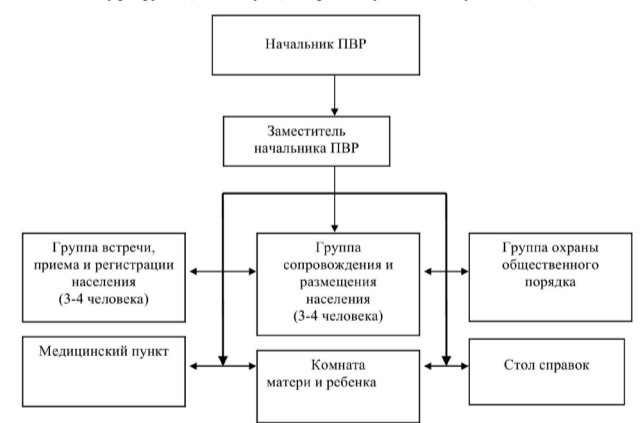 Начальник ПВР
Заместитель
начальника ПВР
Группа встречи,
приема и регистрации
населения
(3-4 человека)
Группа
сопровождения и
размещения
населения
(3-4 человека)
Группа охраны
общественного
порядка
Медицинский пункт
Комната
матери и ребенка
Стол справок